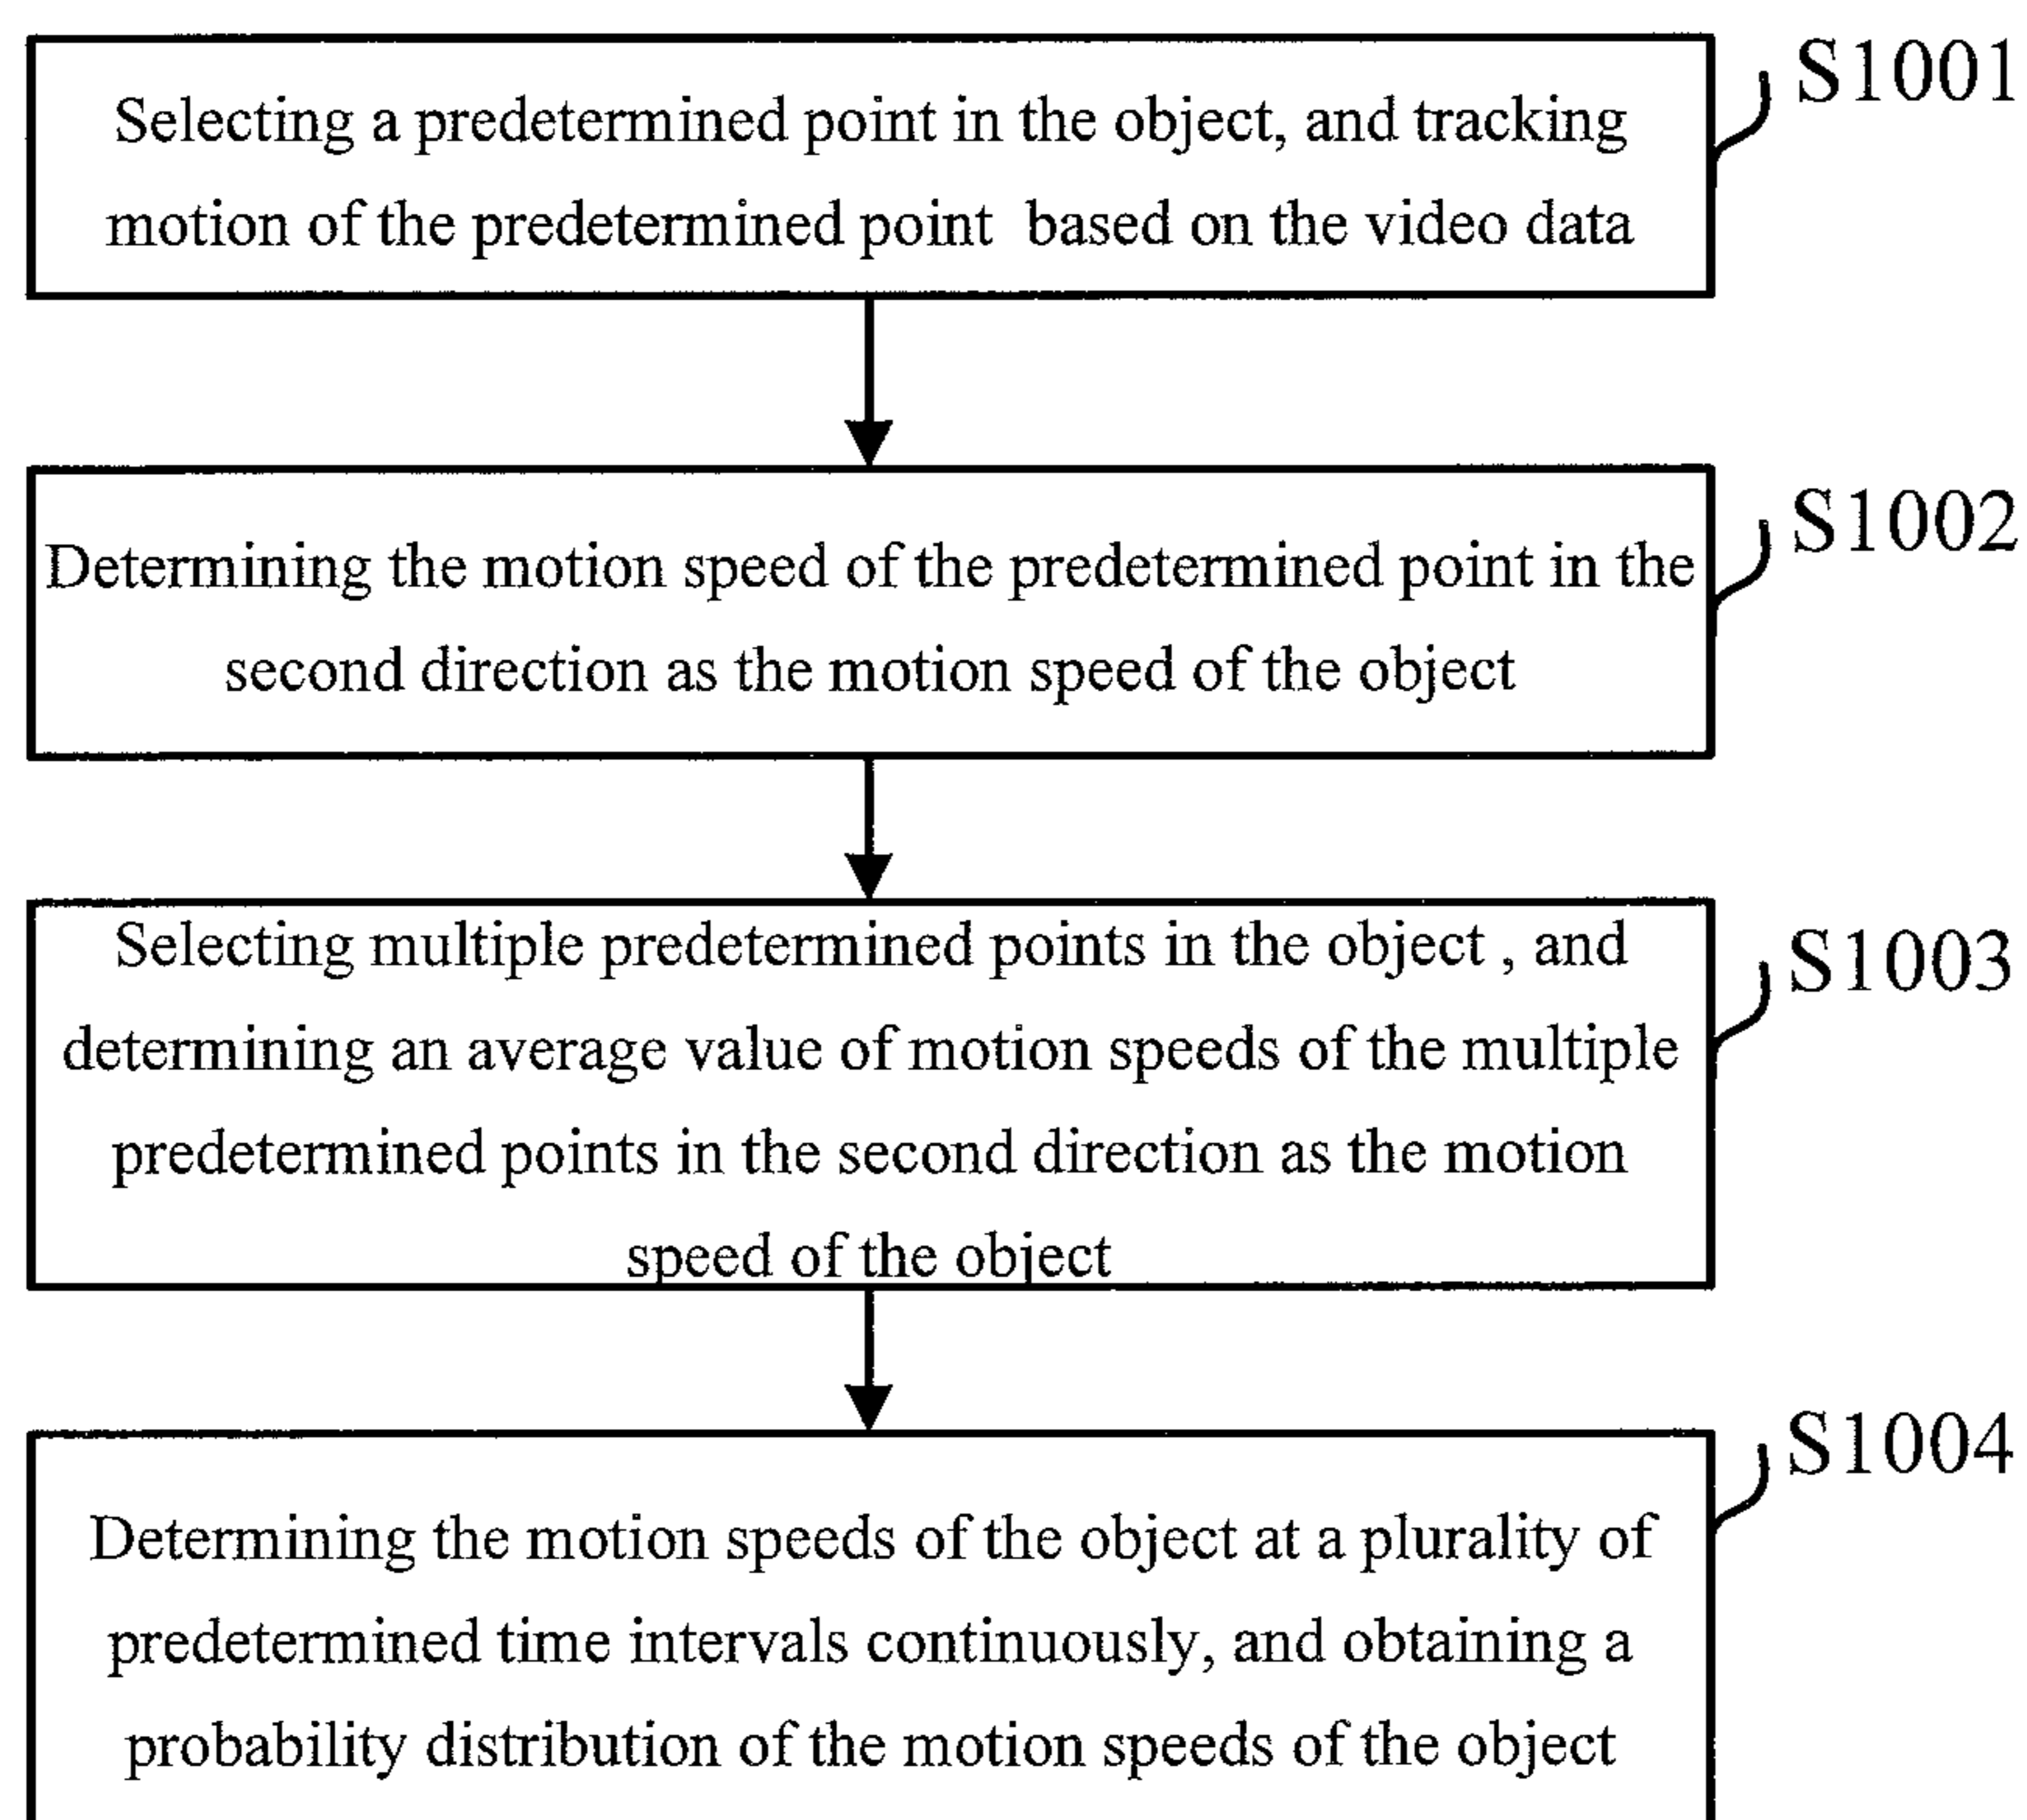 S1001
Selecting a predetermined point in the object, and tracking
motion of the predetermined point based on the video data
S1002
Determining the motion speed of the predetermined point in the
second direction as the motion speed of the object
S1003
Selecting multiple predetermined points in the object , and
determining an average value of motion speeds of the multiple
predetermined points in the second direction as the motion
speed of the object
S1004
Determining the motion speeds of the object at a plurality of
predetermined time intervals continuously, and obtaining a
probability distribution of the motion speeds of the object